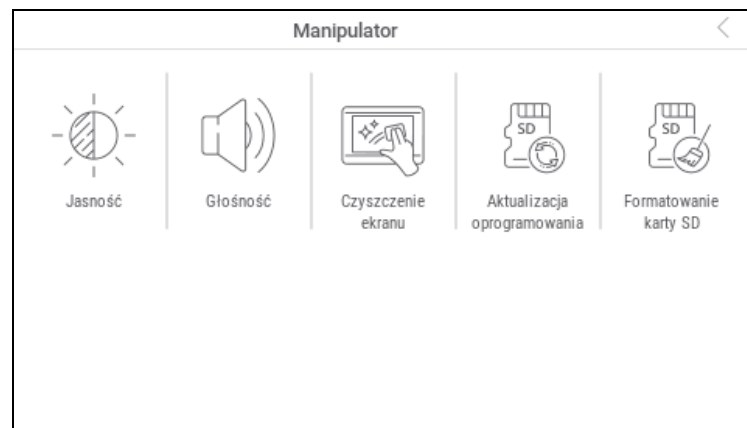 Manipulator
SD
SD
Jasność
Głośność
Czyszczenie
ekranu
Aktualizacja
oprogramowania
Formatowanie
karty SD